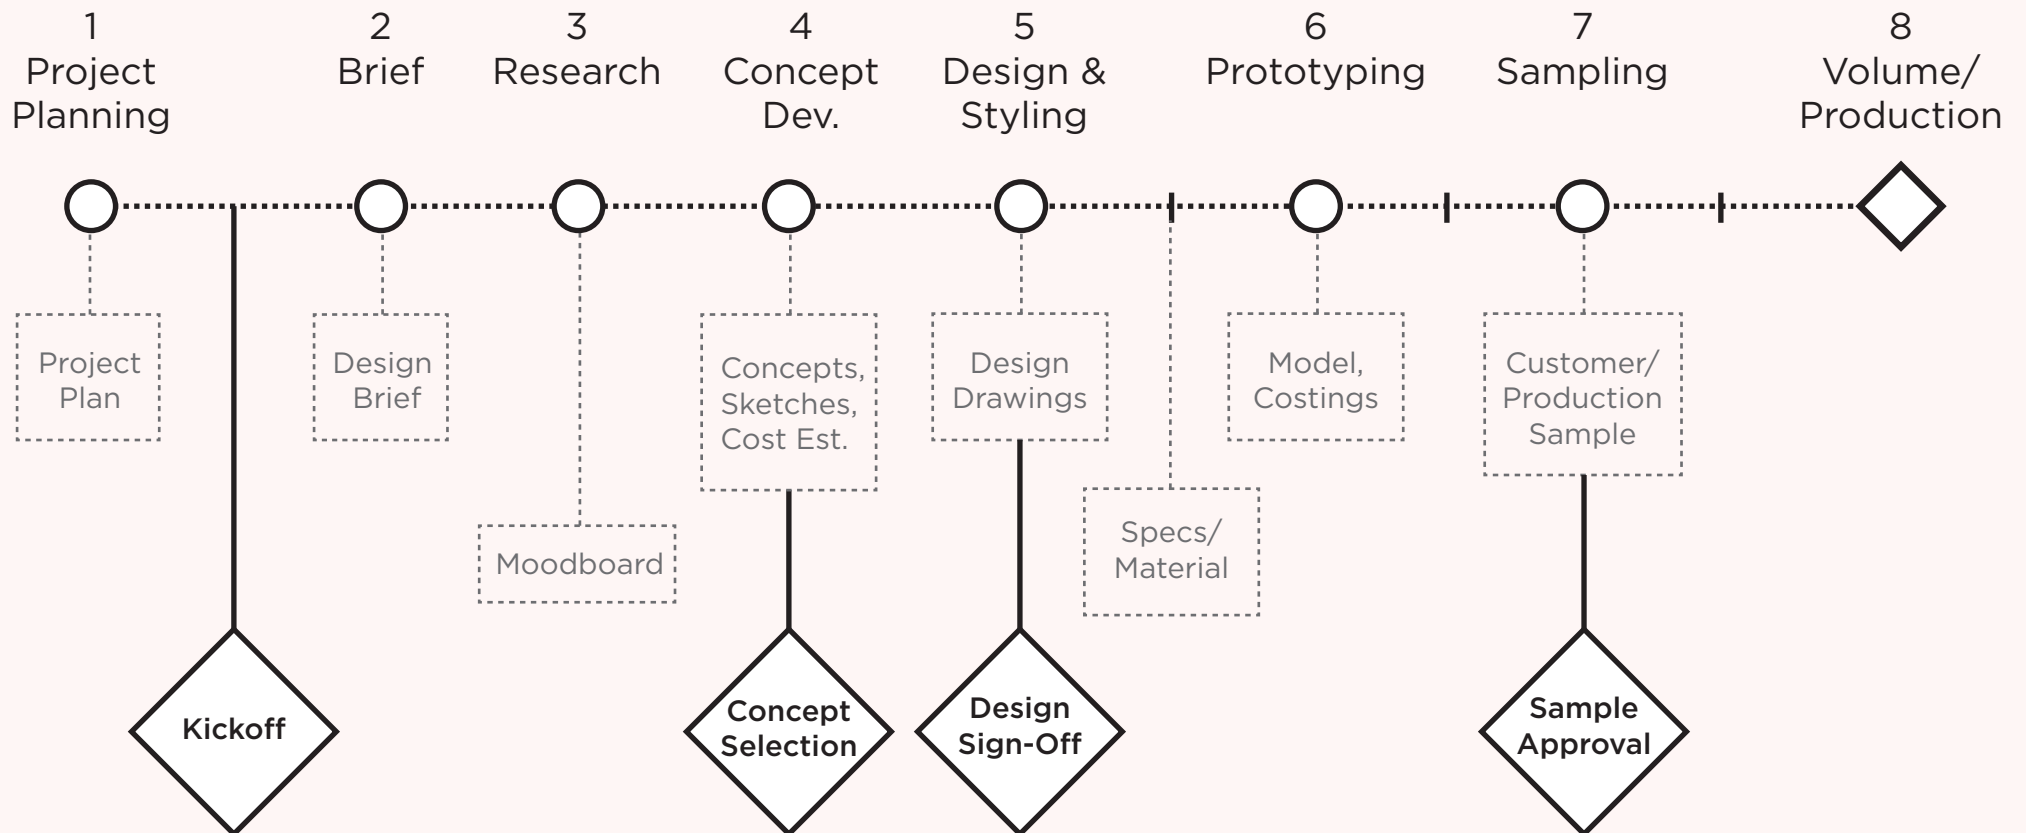 1
Project
Planning
2
Brief
3
Research
4
Concept
Dev.
5
Design &
Styling
6
Prototyping
7
Sampling
8
Volume/
Production
Project
Plan
Design
Brief
Moodboard
Concepts,
Sketches,
Cost Est.
Design
Drawings
Specs/
Material
Model,
Costings
Customer/
Production
Sample
Kickoff
Concept
Selection
Design
Sign-Off
Sample
Approval